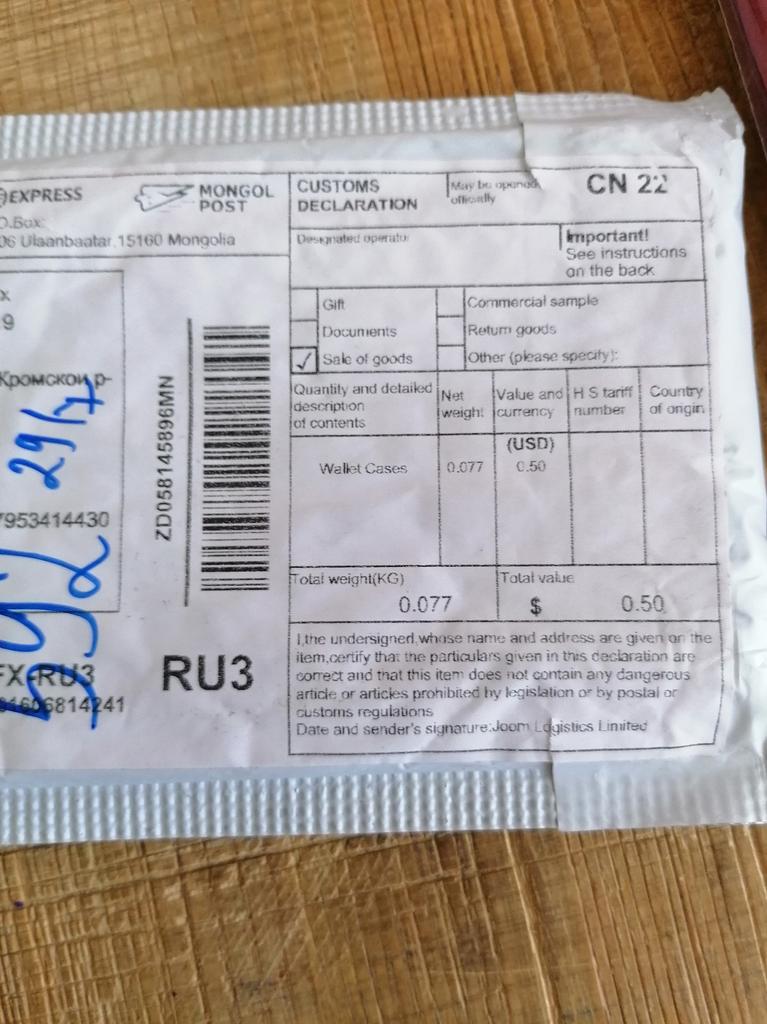 EXPRESS
MONGOL
POST
O.Box:
06 Ulaanbaatar, 15160 Mongolia
x
9
Кромской р-
29/7
7953414430
592
FX-RU3
81606814241
ZD058145896MN
RU3
CUSTOMS
DECLARATION
May be opened
officially
CN 22
Designated operator
Important!
See instructions
on the back
Gift
Commercial sample
Documents
Return goods
✓ Sale of goods
Other (please specify):
Quantity and detailed
description
of contents
Net
weight
Value and
currency
H S tariff
number
Country
of origin
(USD)
Wallet Cases 0.077 0.50
Total weight(KG) Total value
0.077 $ 0.50
I,the undersigned,whose name and address are given on the
item,certify that the particulars given in this declaration are
correct and that this item does not contain any dangerous
article or articles prohibited by legislation or by postal or
customs regulations
Date and sender's signature:Joom Logistics Limited